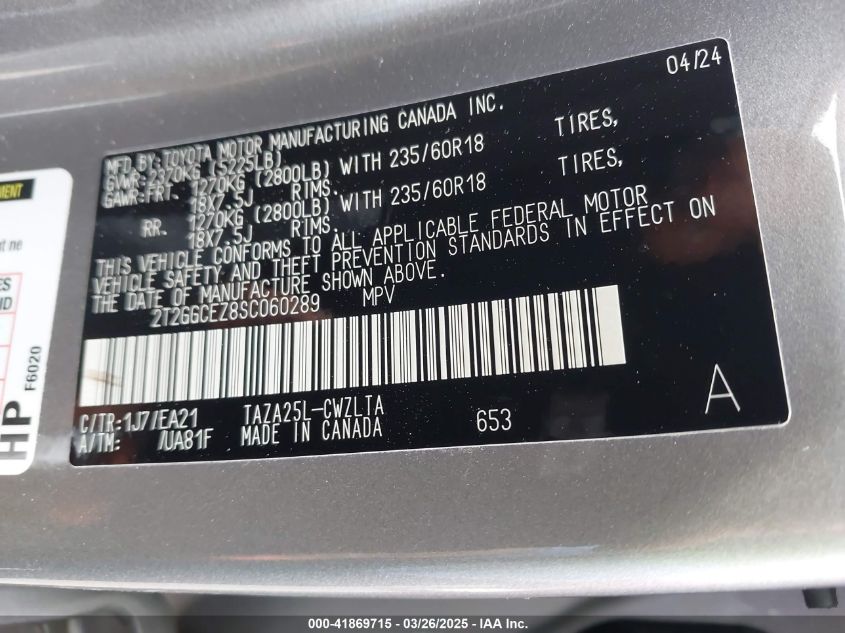 04/24
MFD BY: TOYOTA MOTOR MANUFACTURING CANADA INC.
GVWR: 2370KG (5225LB)
GAWR: FRT. 1270KG (2800LB) WITH 235/60R18 TIRES,
18X7.5J RIMS.
RR. 1270KG (2800LB) WITH 235/60R18 TIRES,
18X7.5J RIMS.
THIS VEHICLE CONFORMS TO ALL APPLICABLE FEDERAL MOTOR
VEHICLE SAFETY AND THEFT PREVENTION STANDARDS IN EFFECT ON
THE DATE OF MANUFACTURE SHOWN ABOVE.
2T2GGCEZ8SC060289 MPV
C/TR: 1J7/EA21 TAZA25L-CWZLTA
A/TM: /UA81F MADE IN CANADA 653
A
HP
F6020
000-41869715 - 03/26/2025 - IAA Inc.